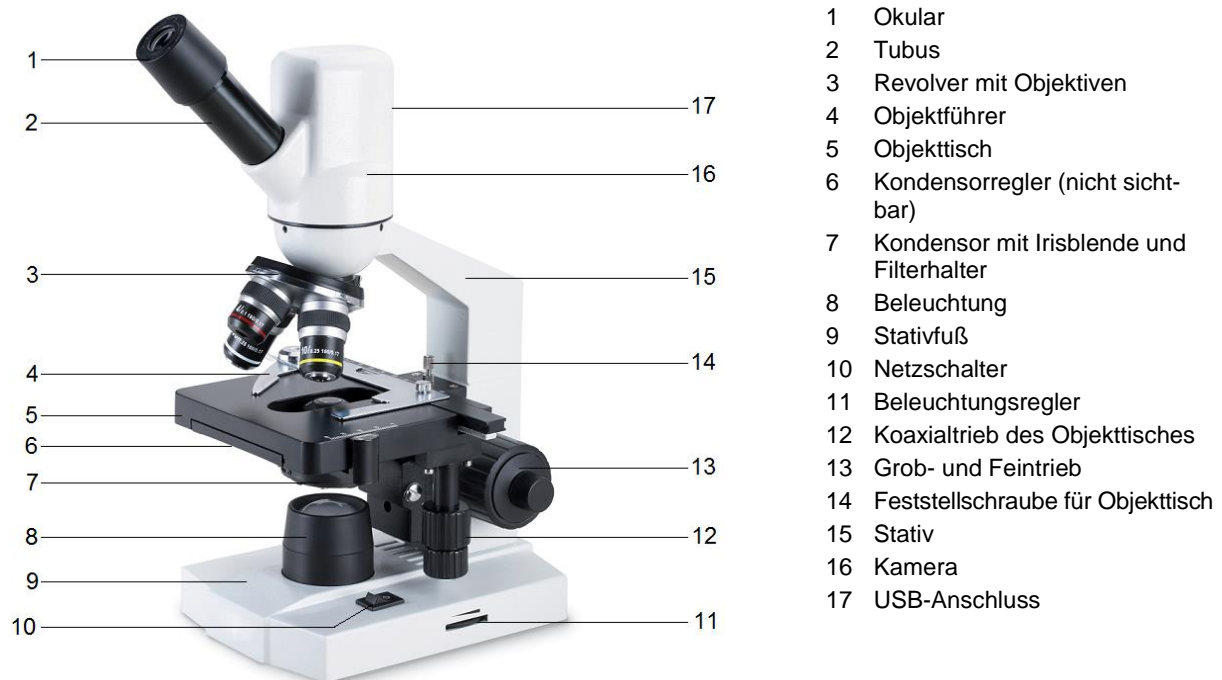 1
2
3
4
5
6
7
8
9
10
17
16
15
14
13
12
11
1 Okular
2 Tubus
3 Revolver mit Objektiven
4 Objektführer
5 Objekttisch
6 Kondensorregler (nicht sicht-
bar)
7 Kondensor mit Irisblende und
Filterhalter
8 Beleuchtung
9 Stativfuß
10 Netzschalter
11 Beleuchtungsregler
12 Koaxialtrieb des Objekttisches
13 Grob- und Feintrieb
14 Feststellschraube für Objekttisch
15 Stativ
16 Kamera
17 USB-Anschluss